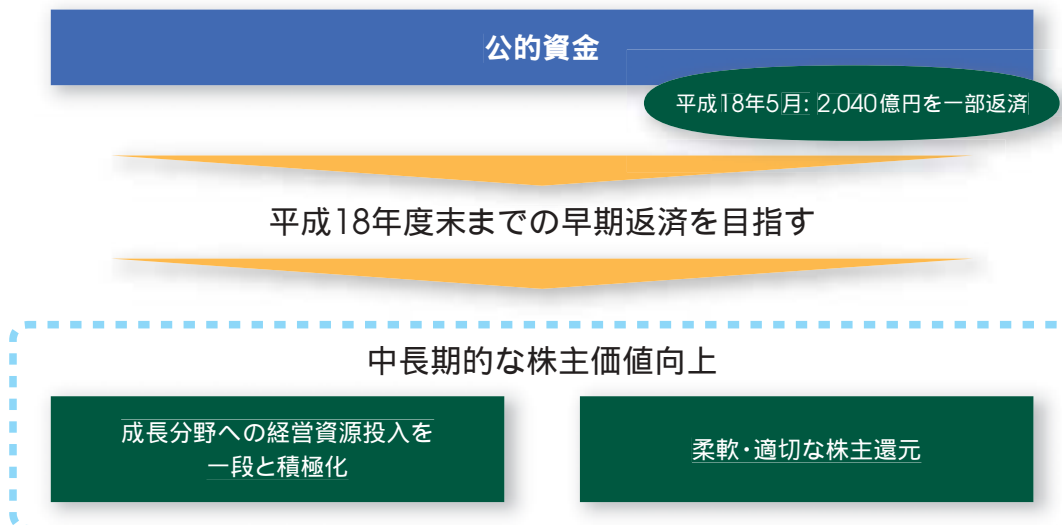 公的資金
平成18年5月: 2,040億円を一部返済
平成18年度末までの早期返済を目指す
中長期的な株主価値向上
成長分野への経営資源投入を
一段と積極化
柔軟・適切な株主還元